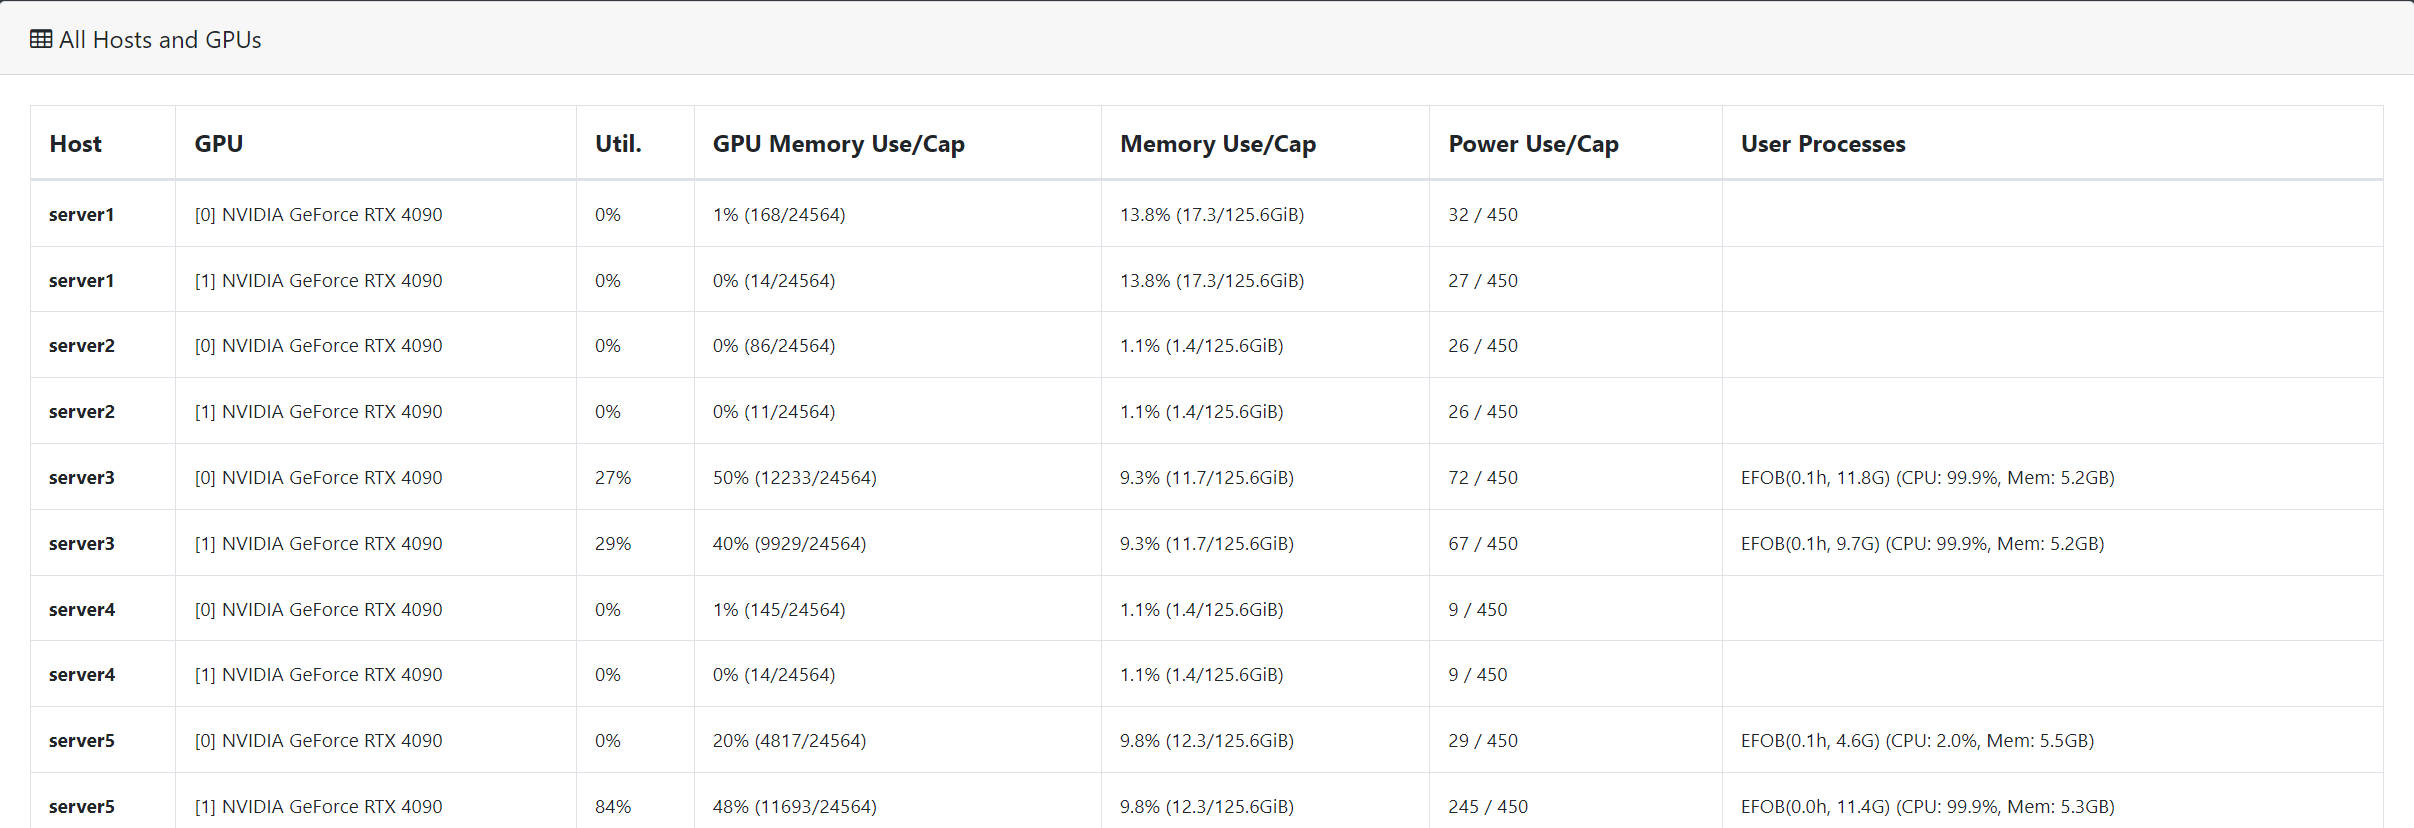 All Hosts and GPUs
Host GPU Util. GPU Memory Use/Cap Memory Use/Cap Power Use/Cap User Processes
server1 [0] NVIDIA GeForce RTX 4090 0% 1% (168/24564) 13.8% (17.3/125.6GiB) 32 / 450
server1 [1] NVIDIA GeForce RTX 4090 0% 0% (14/24564) 13.8% (17.3/125.6GiB) 27 / 450
server2 [0] NVIDIA GeForce RTX 4090 0% 0% (86/24564) 1.1% (1.4/125.6GiB) 26 / 450
server2 [1] NVIDIA GeForce RTX 4090 0% 0% (11/24564) 1.1% (1.4/125.6GiB) 26 / 450
server3 [0] NVIDIA GeForce RTX 4090 27% 50% (12233/24564) 9.3% (11.7/125.6GiB) 72 / 450 EFOB(0.1h, 11.8G) (CPU: 99.9%, Mem: 5.2GB)
server3 [1] NVIDIA GeForce RTX 4090 29% 40% (9929/24564) 9.3% (11.7/125.6GiB) 67 / 450 EFOB(0.1h, 9.7G) (CPU: 99.9%, Mem: 5.2GB)
server4 [0] NVIDIA GeForce RTX 4090 0% 1% (145/24564) 1.1% (1.4/125.6GiB) 9 / 450
server4 [1] NVIDIA GeForce RTX 4090 0% 0% (14/24564) 1.1% (1.4/125.6GiB) 9 / 450
server5 [0] NVIDIA GeForce RTX 4090 0% 20% (4817/24564) 9.8% (12.3/125.6GiB) 29 / 450 EFOB(0.1h, 4.6G) (CPU: 2.0%, Mem: 5.5GB)
server5 [1] NVIDIA GeForce RTX 4090 84% 48% (11693/24564) 9.8% (12.3/125.6GiB) 245 / 450 EFOB(0.0h, 11.4G) (CPU: 99.9%, Mem: 5.3GB)